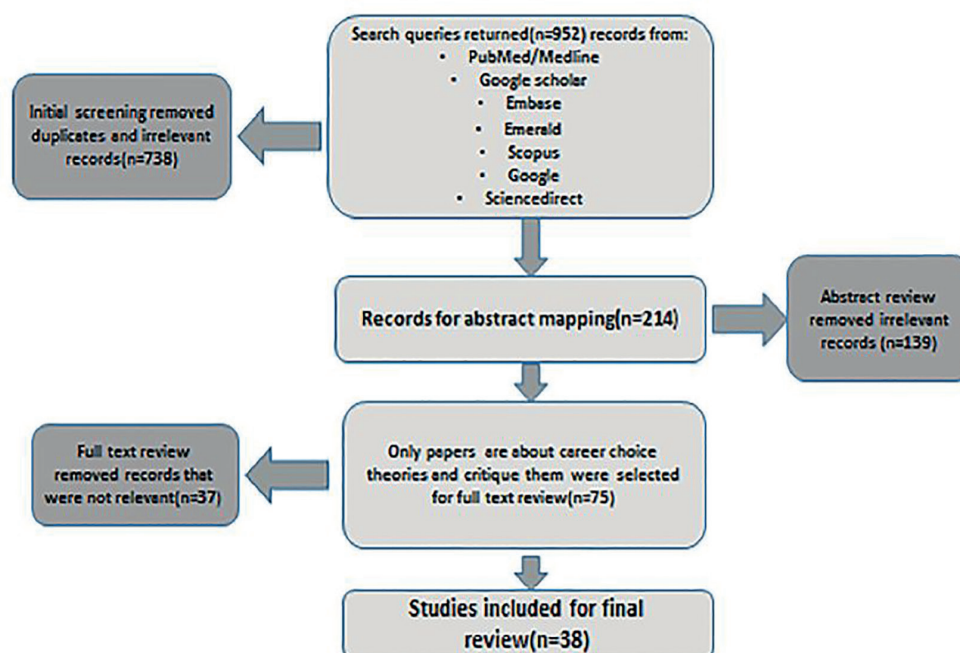 Search queries returned(n=952) records from:
• PubMed/Medline
• Google scholar
• Embase
• Emerald
• Scopus
• Google
• Sciencedirect
Initial screening removed
duplicates and irrelevant
records(n=738)
Records for abstract mapping(n=214)
Abstract review
removed irrelevant
records (n=139)
Only papers are about career choice
theories and critique them were selected
for full text review(n=75)
Full text review
removed records that
were not relevant(n=37)
Studies included for final
review(n=38)